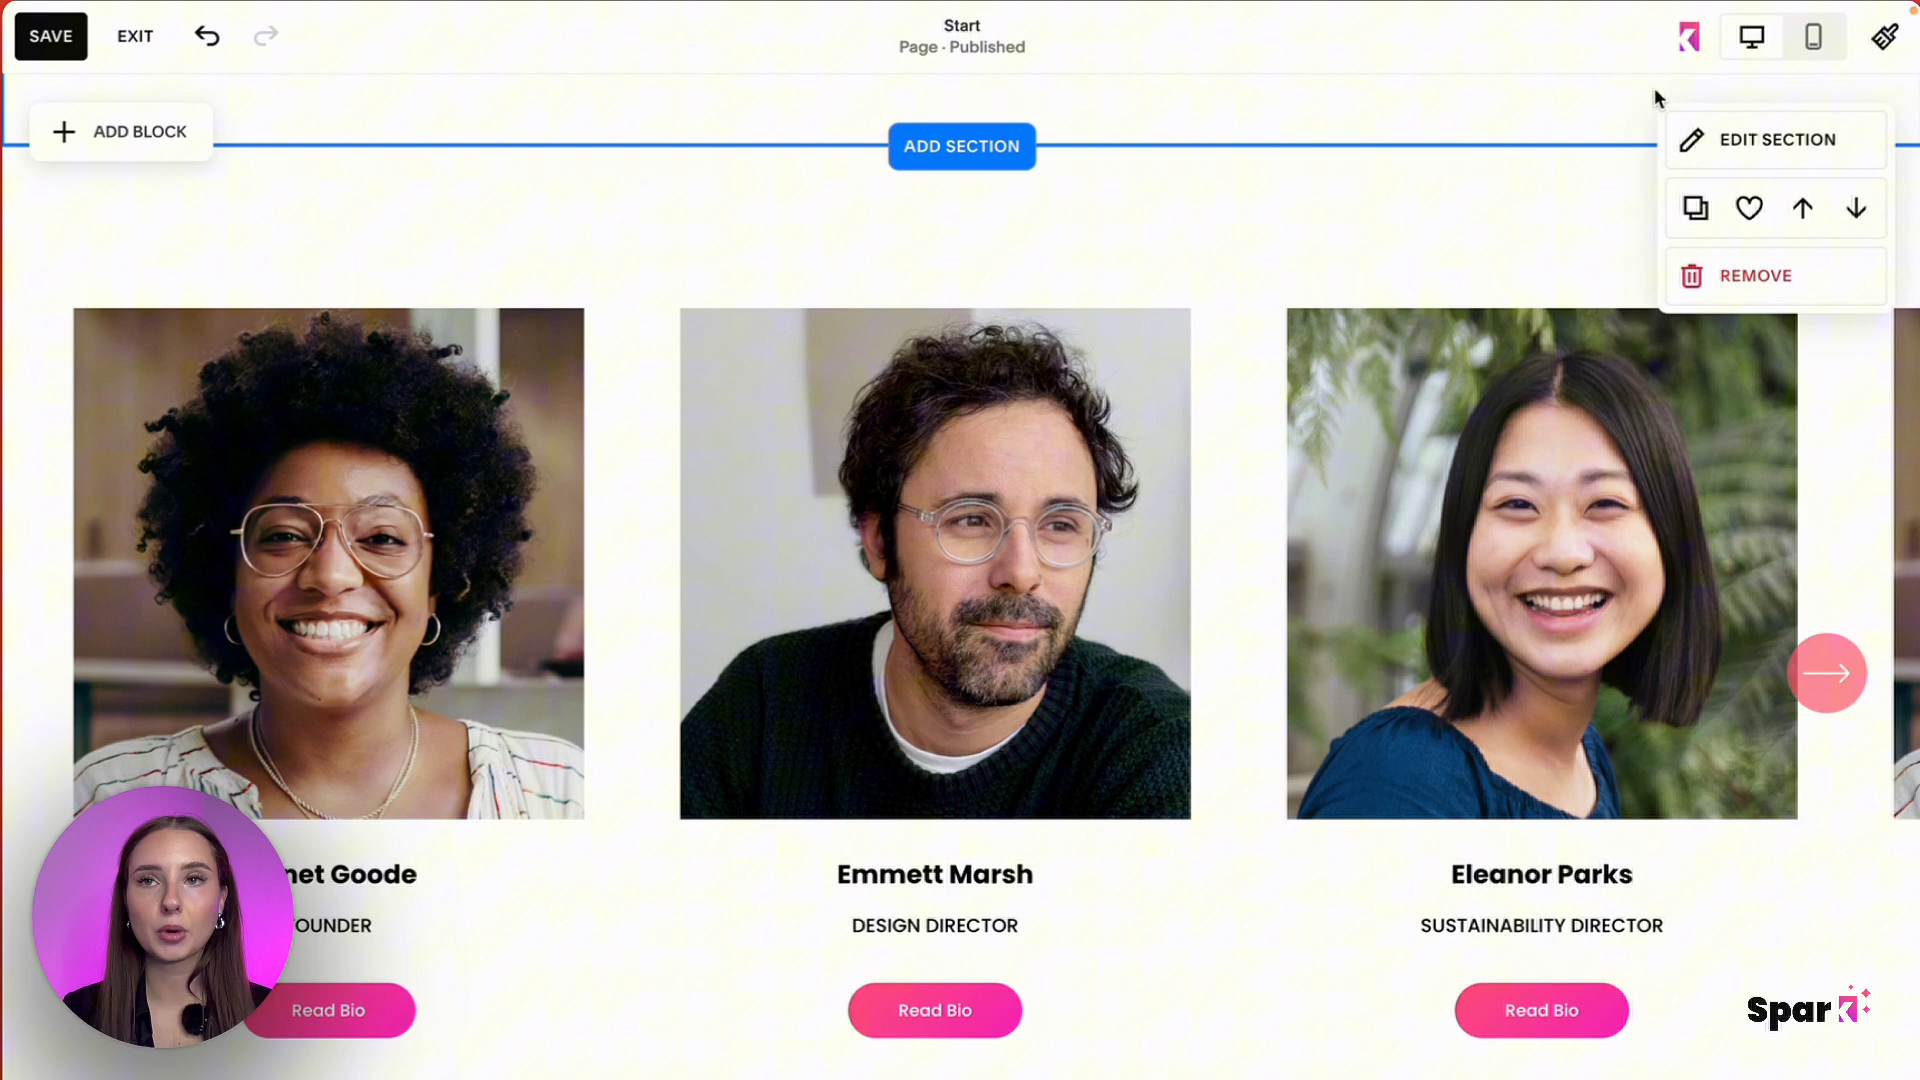 SAVE
EXIT
Start
Page · Published
ADD BLOCK
ADD SECTION
EDIT SECTION
REMOVE
net Goode
OUNDER
Read Bio
Emmett Marsh
DESIGN DIRECTOR
Read Bio
Eleanor Parks
SUSTAINABILITY DIRECTOR
Read Bio
Spark